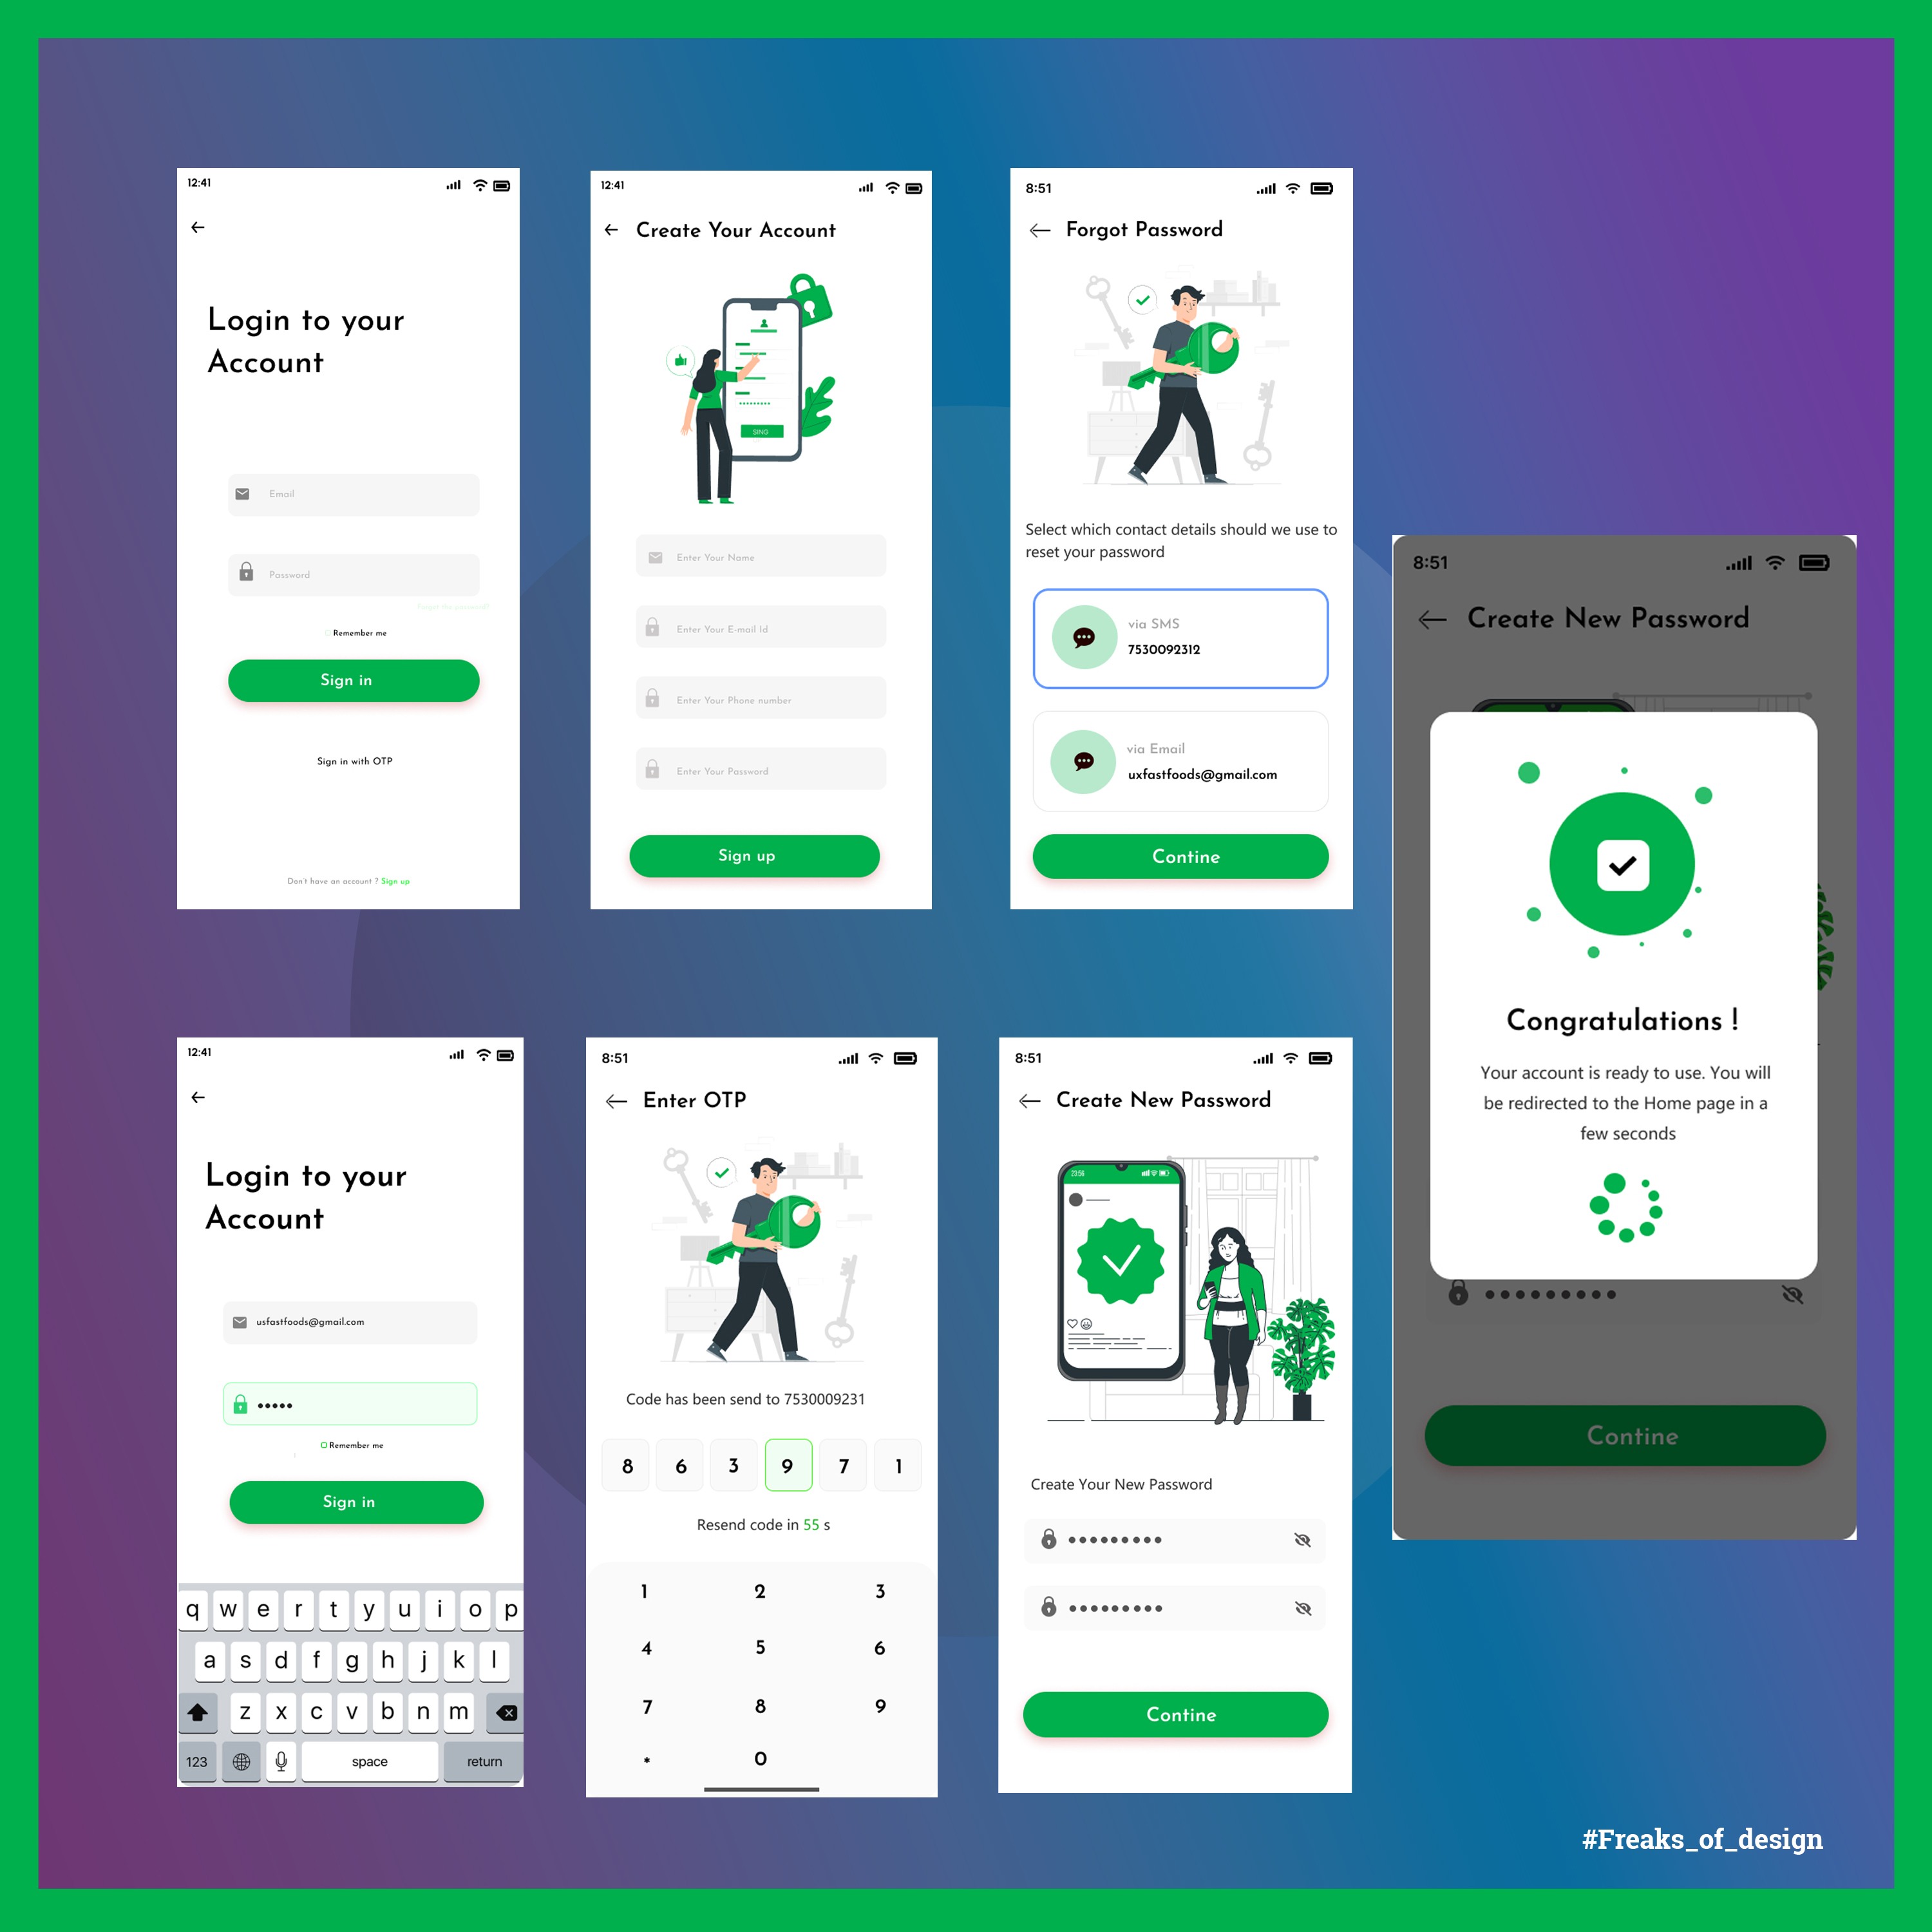 12:41
Login to your
Account
Email
Password
Forgot the password?
Remember me
Sign in
Sign in with OTP
Don't have an account ? Sign up
12:41
Create Your Account
SING
Enter Your Name
Enter Your E-mail Id
Enter Your Phone number
Enter Your Password
Sign up
8:51
Forgot Password
Select which contact details should we use to
reset your password
via SMS
7530092312
via Email
uxfastfoods@gmail.com
Contine
8:51
Create New Password
Congratulations !
Your account is ready to use. You will
be redirected to the Home page in a
few seconds
Contine
12:41
Login to your
Account
usfastfoods@gmail.com
Remember me
Sign in
q w e r t y u i o p
a s d f g h j k l
z x c v b n m
123 space return
8:51
Enter OTP
Code has been send to 7530009231
8 6 3 9 7 1
Resend code in 55 s
1 2 3
4 5 6
7 8 9
* 0
8:51
Create New Password
23:56
Create Your New Password
Contine
#Freaks_of_design